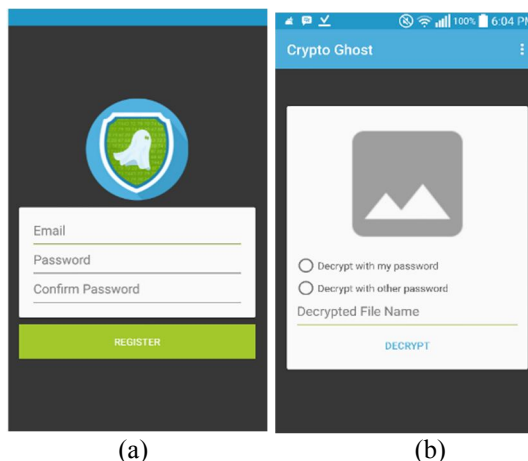 Email
Password
Confirm Password
REGISTER
(a)
100% 6:04 PM
Crypto Ghost
Decrypt with my password
Decrypt with other password
Decrypted File Name
DECRYPT
(b)